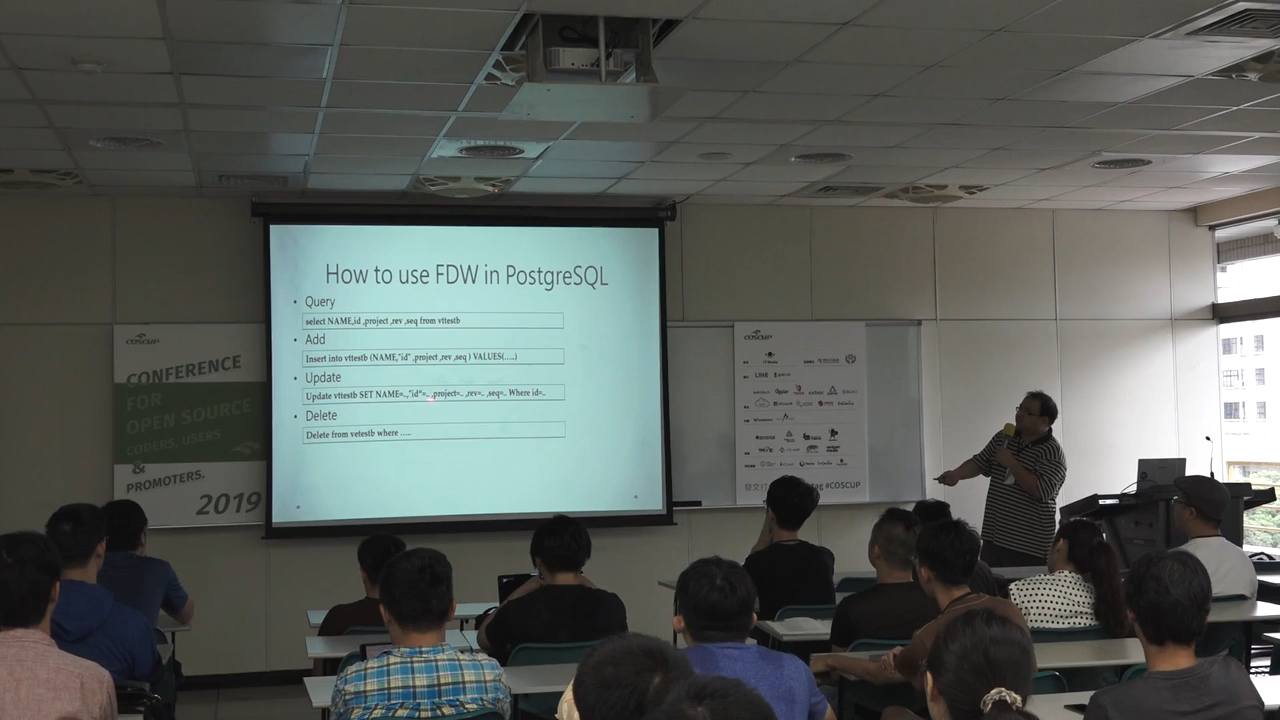 How to use FDW in PostgreSQL
• Query
select NAME,id ,project ,rev ,seq from vttestb
• Add
Insert into vttestb (NAME,"id" ,project ,rev ,seq ) VALUES(.....)
• Update
Update vttestb SET NAME=..,"id"=.. ,project=.. ,rev=.. ,seq=.. Where id=..
• Delete
Delete from vetestb where .....
COSCUP
CONFERENCE
FOR
OPEN SOURCE
CODERS, USERS
&
PROMOTERS.
2019
COSCUP
#COSCUP